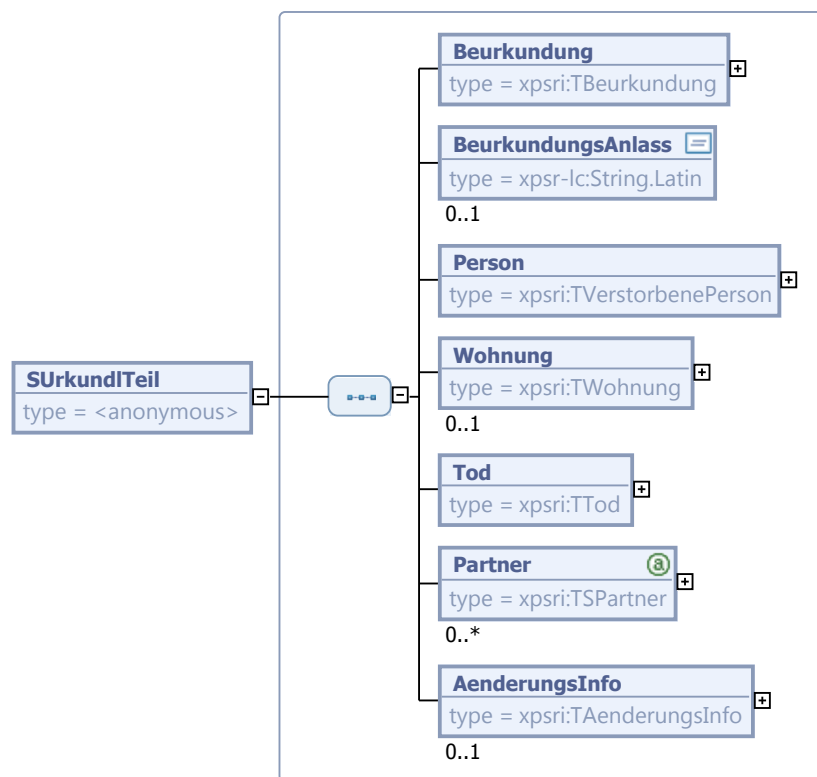 Beurkundung
type = xpsri:TBeurkundung
BeurkundungsAnlass
type = xpsr-lc:String.Latin
0..1
Person
type = xpsri:TVerstorbenePerson
Wohnung
type = xpsri:TWohnung
0..1
SUrkundlTeil
type = <anonymous>
Tod
type = xpsri:TTod
Partner
type = xpsri:TSPartner
0..*
AenderungsInfo
type = xpsri:TAenderungsInfo
0..1